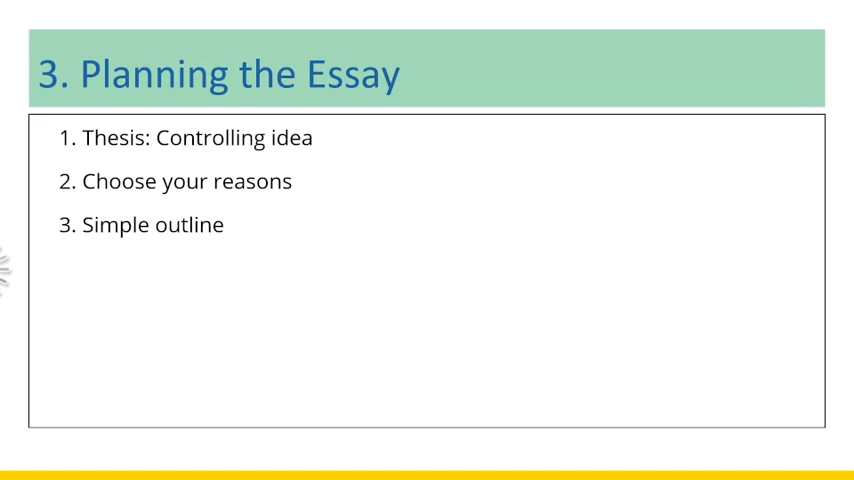 3. Planning the Essay
1. Thesis: Controlling idea
2. Choose your reasons
3. Simple outline